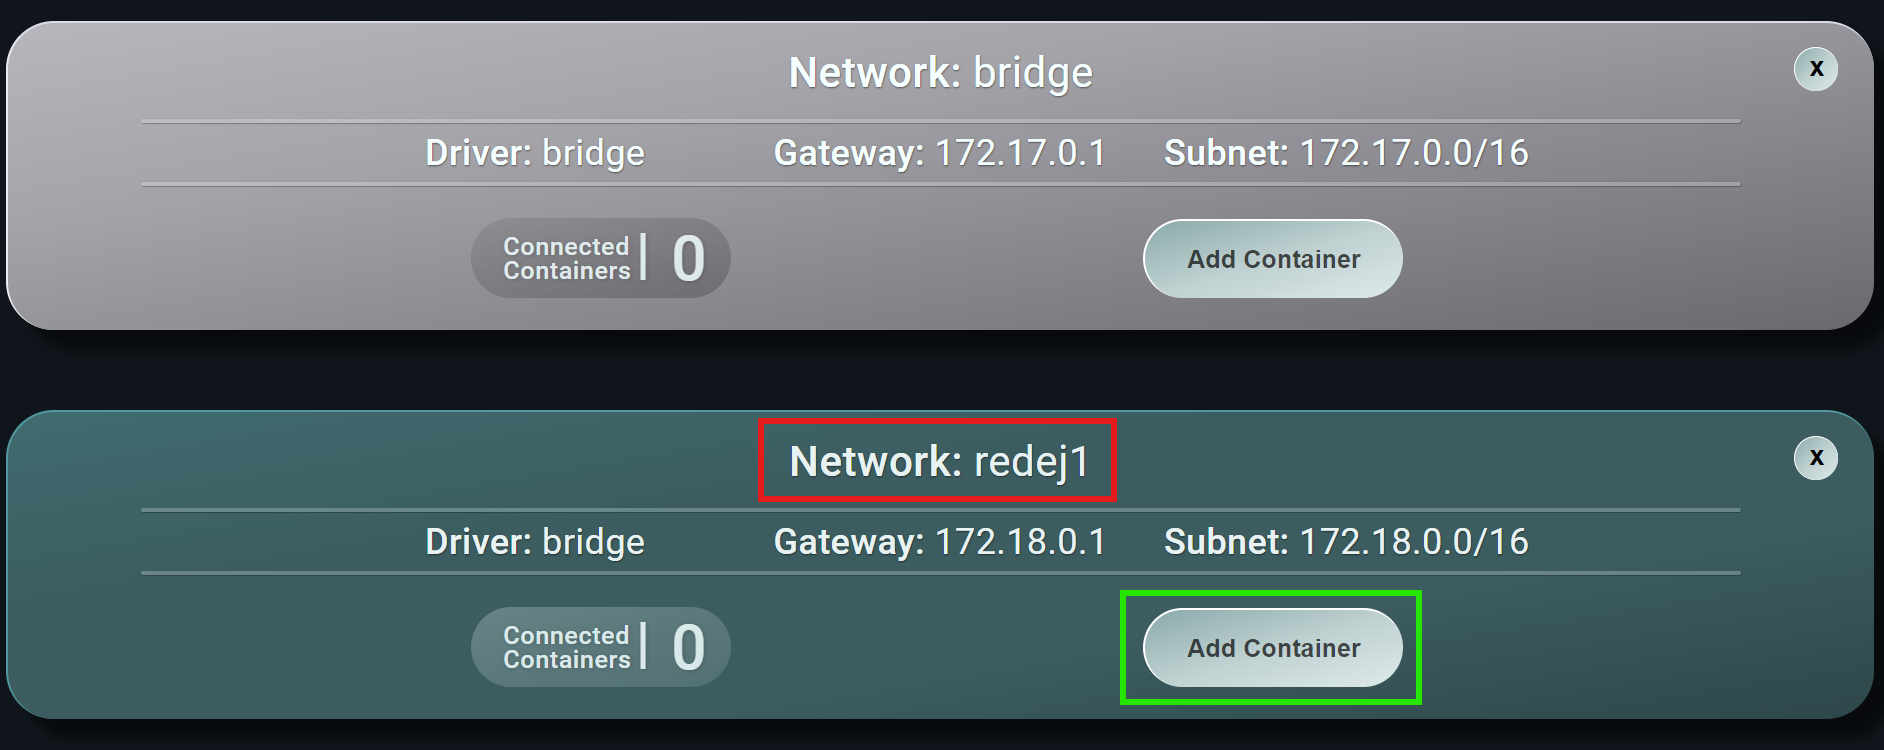 Network: bridge
X
Driver: bridge Gateway: 172.17.0.1 Subnet: 172.17.0.0/16
Connected
Containers | 0
Add Container
Network: redej1
X
Driver: bridge Gateway: 172.18.0.1 Subnet: 172.18.0.0/16
Connected
Containers | 0
Add Container